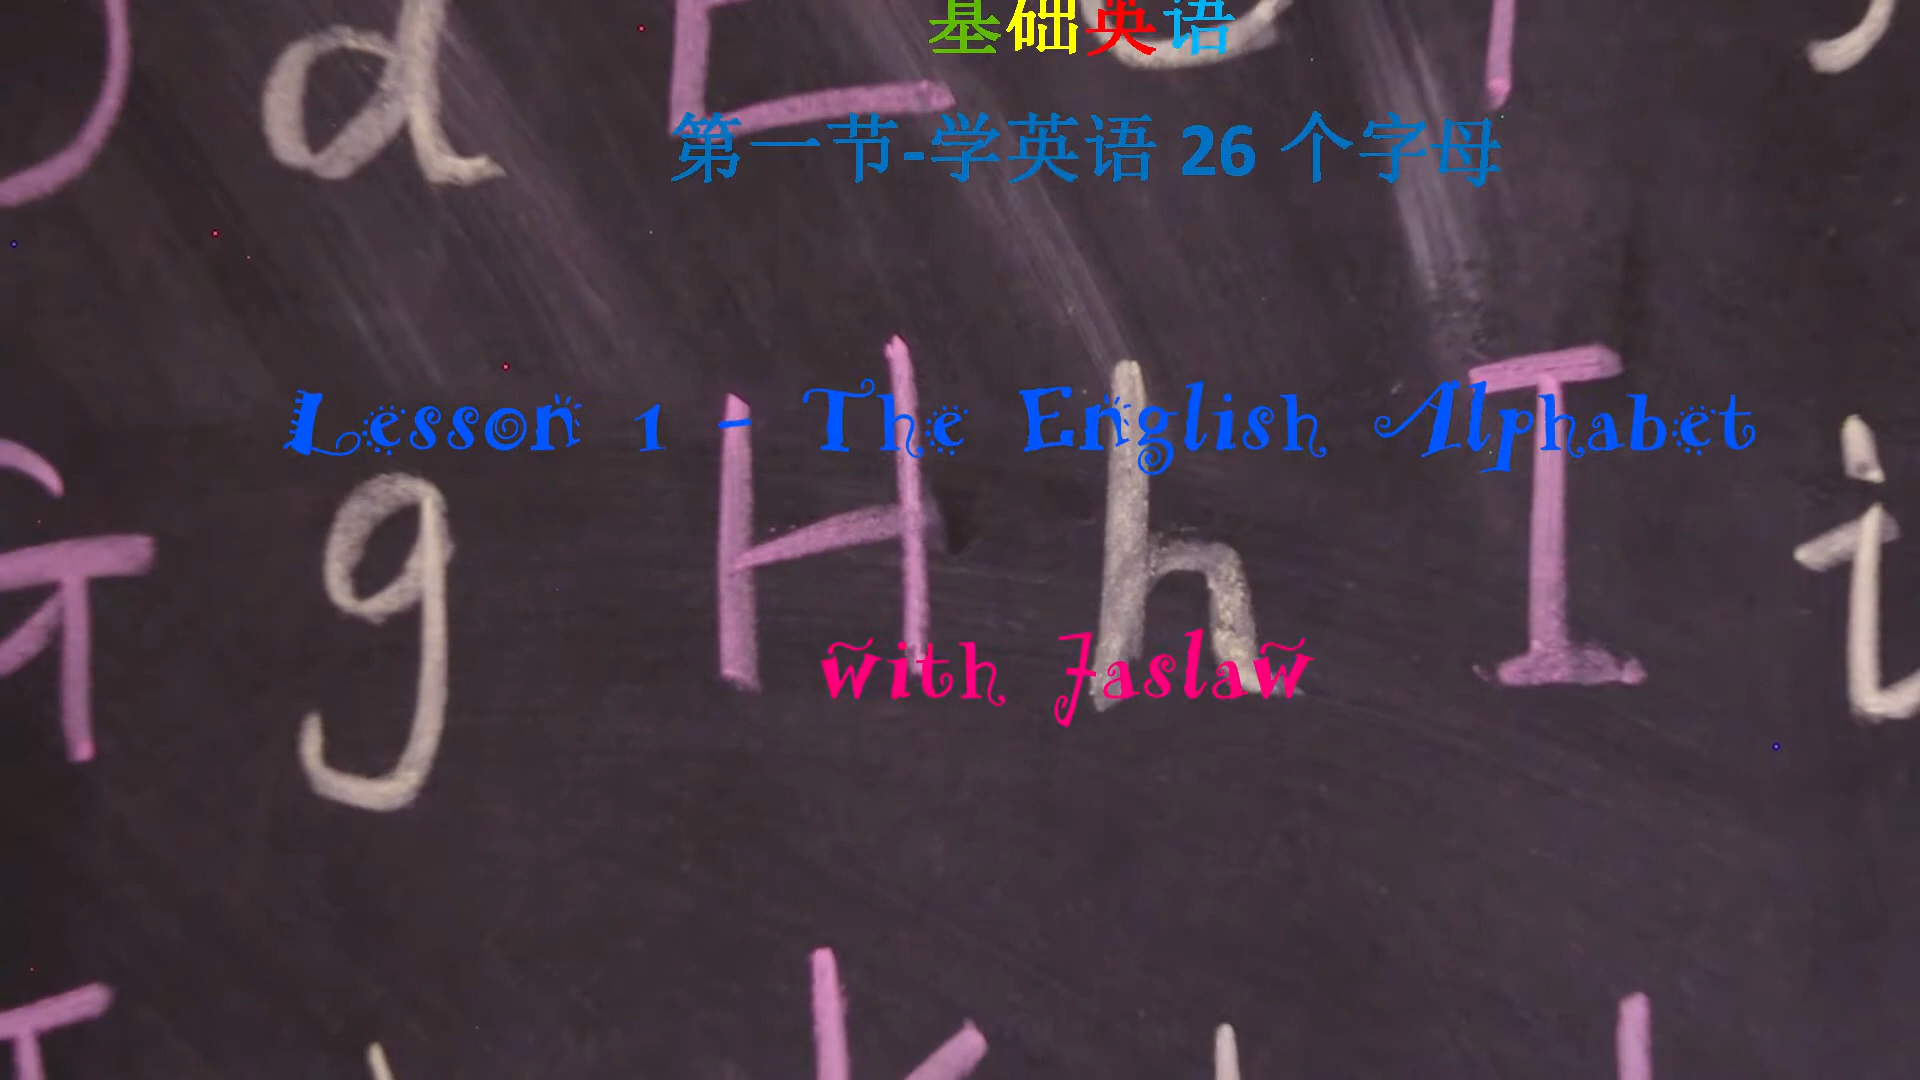 基础英语
d E
第一节-学英语 26 个字母
Lesson 1 - The English Alphabet
G g H h I i
with Jaslaw